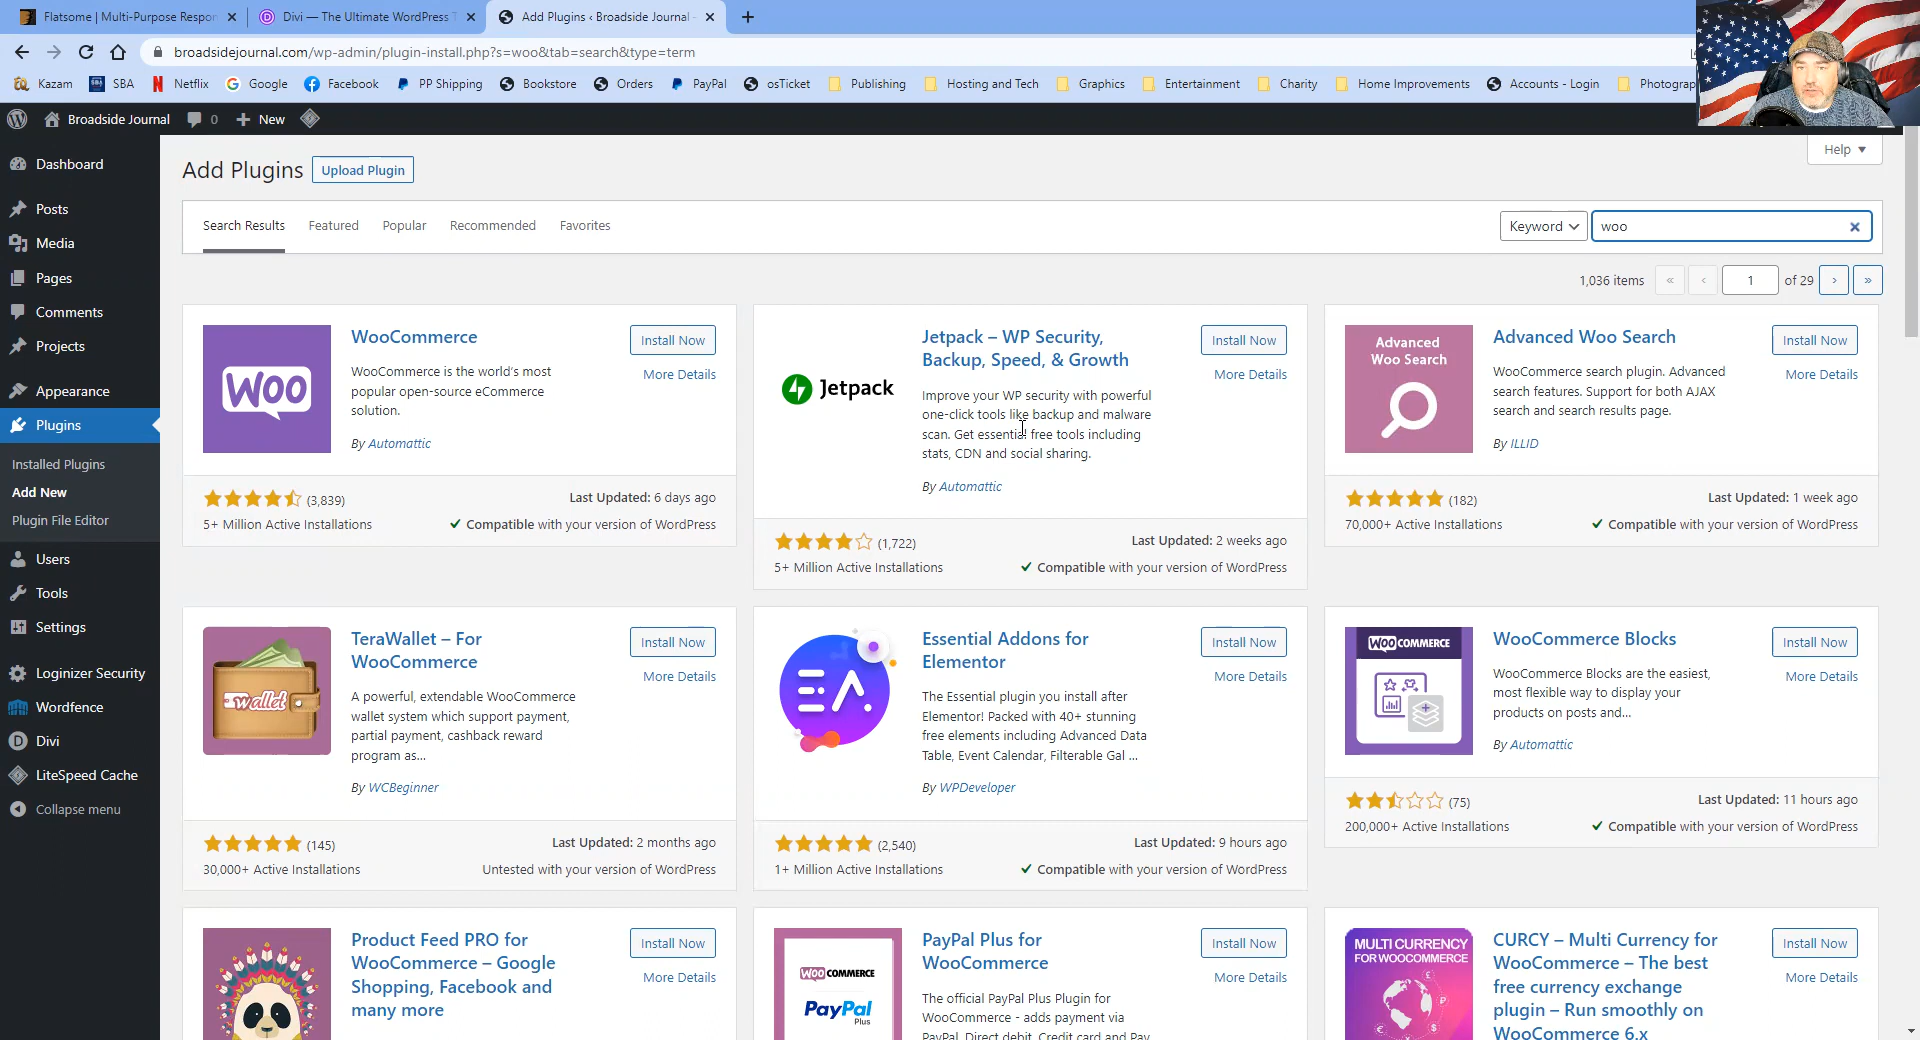 Flatsome | Multi-Purpose Respon
Divi — The Ultimate WordPress T
Add Plugins ‹ Broadside Journal -
broadsidejournal.com/wp-admin/plugin-install.php?s=woo&tab=search&type=term
Kazam SBA Netflix Google Facebook PP Shipping Bookstore Orders PayPal osTicket Publishing Hosting and Tech Graphics Entertainment Charity Home Improvements Accounts - Login Photograp
Broadside Journal 0 New
Dashboard
Posts
Media
Pages
Comments
Projects
Appearance
Plugins
Installed Plugins
Add New
Plugin File Editor
Users
Tools
Settings
Loginizer Security
Wordfence
Divi
LiteSpeed Cache
Collapse menu
Help
Add Plugins Upload Plugin
Search Results Featured Popular Recommended Favorites Keyword woo
1,036 items « ‹ 1 of 29 › »
Woo
WooCommerce
Install Now
More Details
WooCommerce is the world's most
popular open-source eCommerce
solution.
By Automattic
(3,839)
Last Updated: 6 days ago
5+ Million Active Installations
Compatible with your version of WordPress
Jetpack
Jetpack – WP Security,
Backup, Speed, & Growth
Install Now
More Details
Improve your WP security with powerful
one-click tools like backup and malware
scan. Get essential free tools including
stats, CDN and social sharing.
By Automattic
(1,722)
Last Updated: 2 weeks ago
5+ Million Active Installations
Compatible with your version of WordPress
Advanced
Woo Search
Advanced Woo Search
Install Now
More Details
WooCommerce search plugin. Advanced
search features. Support for both AJAX
search and search results page.
By ILLID
(182)
Last Updated: 1 week ago
70,000+ Active Installations
Compatible with your version of WordPress
wallet
TeraWallet – For
WooCommerce
Install Now
More Details
A powerful, extendable WooCommerce
wallet system which support payment,
partial payment, cashback reward
program as...
By WCBeginner
(145)
Last Updated: 2 months ago
30,000+ Active Installations
Untested with your version of WordPress
Essential Addons for
Elementor
Install Now
More Details
The Essential plugin you install after
Elementor! Packed with 40+ stunning
free elements including Advanced Data
Table, Event Calendar, Filterable Gal ...
By WPDeveloper
(2,540)
Last Updated: 9 hours ago
1+ Million Active Installations
Compatible with your version of WordPress
WOO COMMERCE
WooCommerce Blocks
Install Now
More Details
WooCommerce Blocks are the easiest,
most flexible way to display your
products on posts and...
By Automattic
(75)
Last Updated: 11 hours ago
200,000+ Active Installations
Compatible with your version of WordPress
Product Feed PRO for
WooCommerce – Google
Shopping, Facebook and
many more
Install Now
More Details
WOO COMMERCE
PayPal
Plus
PayPal Plus for
WooCommerce
Install Now
More Details
The official PayPal Plus Plugin for
WooCommerce - adds payment via
PayPal, Direct debit, Credit card and Pay
MULTI CURRENCY
FOR WOOCOMMERCE
CURCY – Multi Currency for
WooCommerce – The best
free currency exchange
plugin – Run smoothly on
WooCommerce 6.x
Install Now
More Details